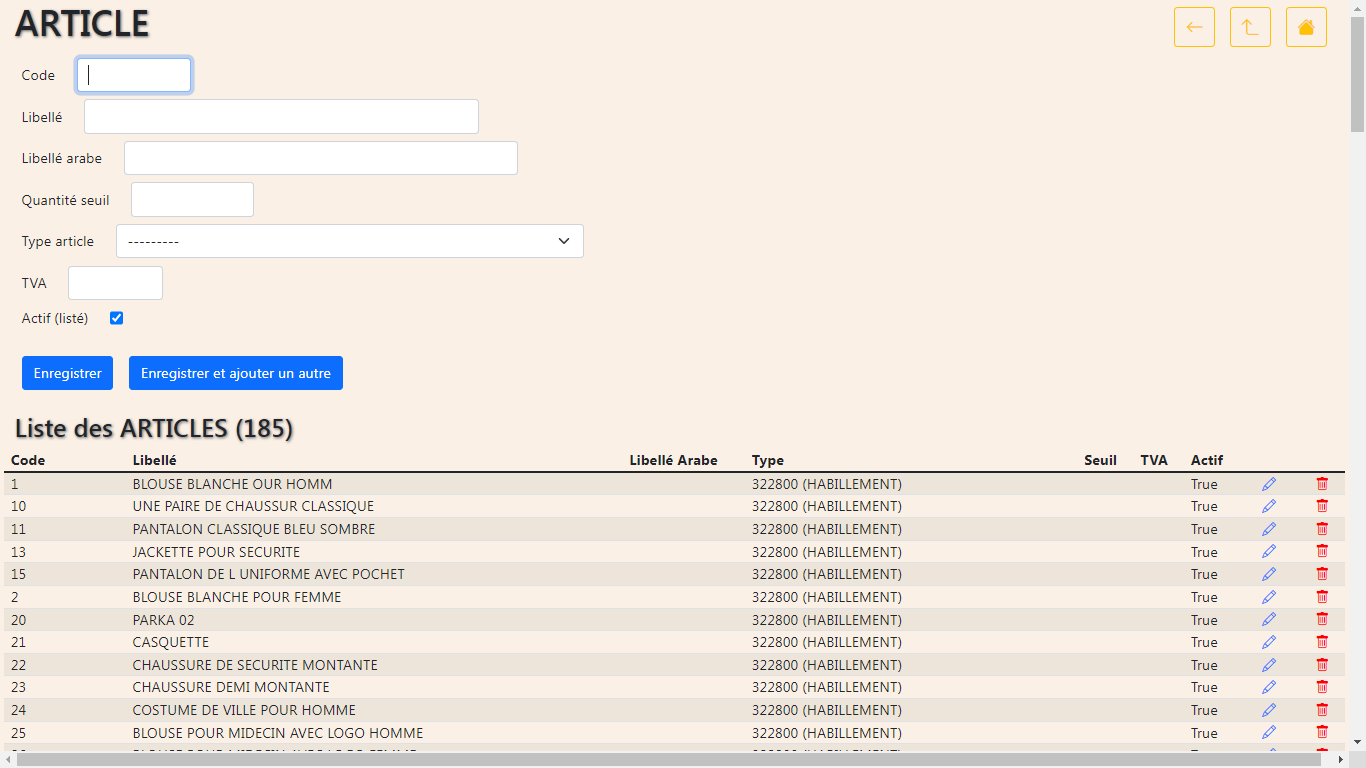 ARTICLE
Code
Libellé
Libellé arabe
Quantité seuil
Type article ---------
TVA
Actif (listé)
Enregistrer Enregistrer et ajouter un autre
Liste des ARTICLES (185)
Code Libellé Libellé Arabe Type Seuil TVA Actif
1 BLOUSE BLANCHE OUR HOMM 322800 (HABILLEMENT) True
10 UNE PAIRE DE CHAUSSUR CLASSIQUE 322800 (HABILLEMENT) True
11 PANTALON CLASSIQUE BLEU SOMBRE 322800 (HABILLEMENT) True
13 JACKETTE POUR SECURITE 322800 (HABILLEMENT) True
15 PANTALON DE L UNIFORME AVEC POCHET 322800 (HABILLEMENT) True
2 BLOUSE BLANCHE POUR FEMME 322800 (HABILLEMENT) True
20 PARKA 02 322800 (HABILLEMENT) True
21 CASQUETTE 322800 (HABILLEMENT) True
22 CHAUSSURE DE SECURITE MONTANTE 322800 (HABILLEMENT) True
23 CHAUSSURE DEMI MONTANTE 322800 (HABILLEMENT) True
24 COSTUME DE VILLE POUR HOMME 322800 (HABILLEMENT) True
25 BLOUSE POUR MIDECIN AVEC LOGO HOMME 322800 (HABILLEMENT) True